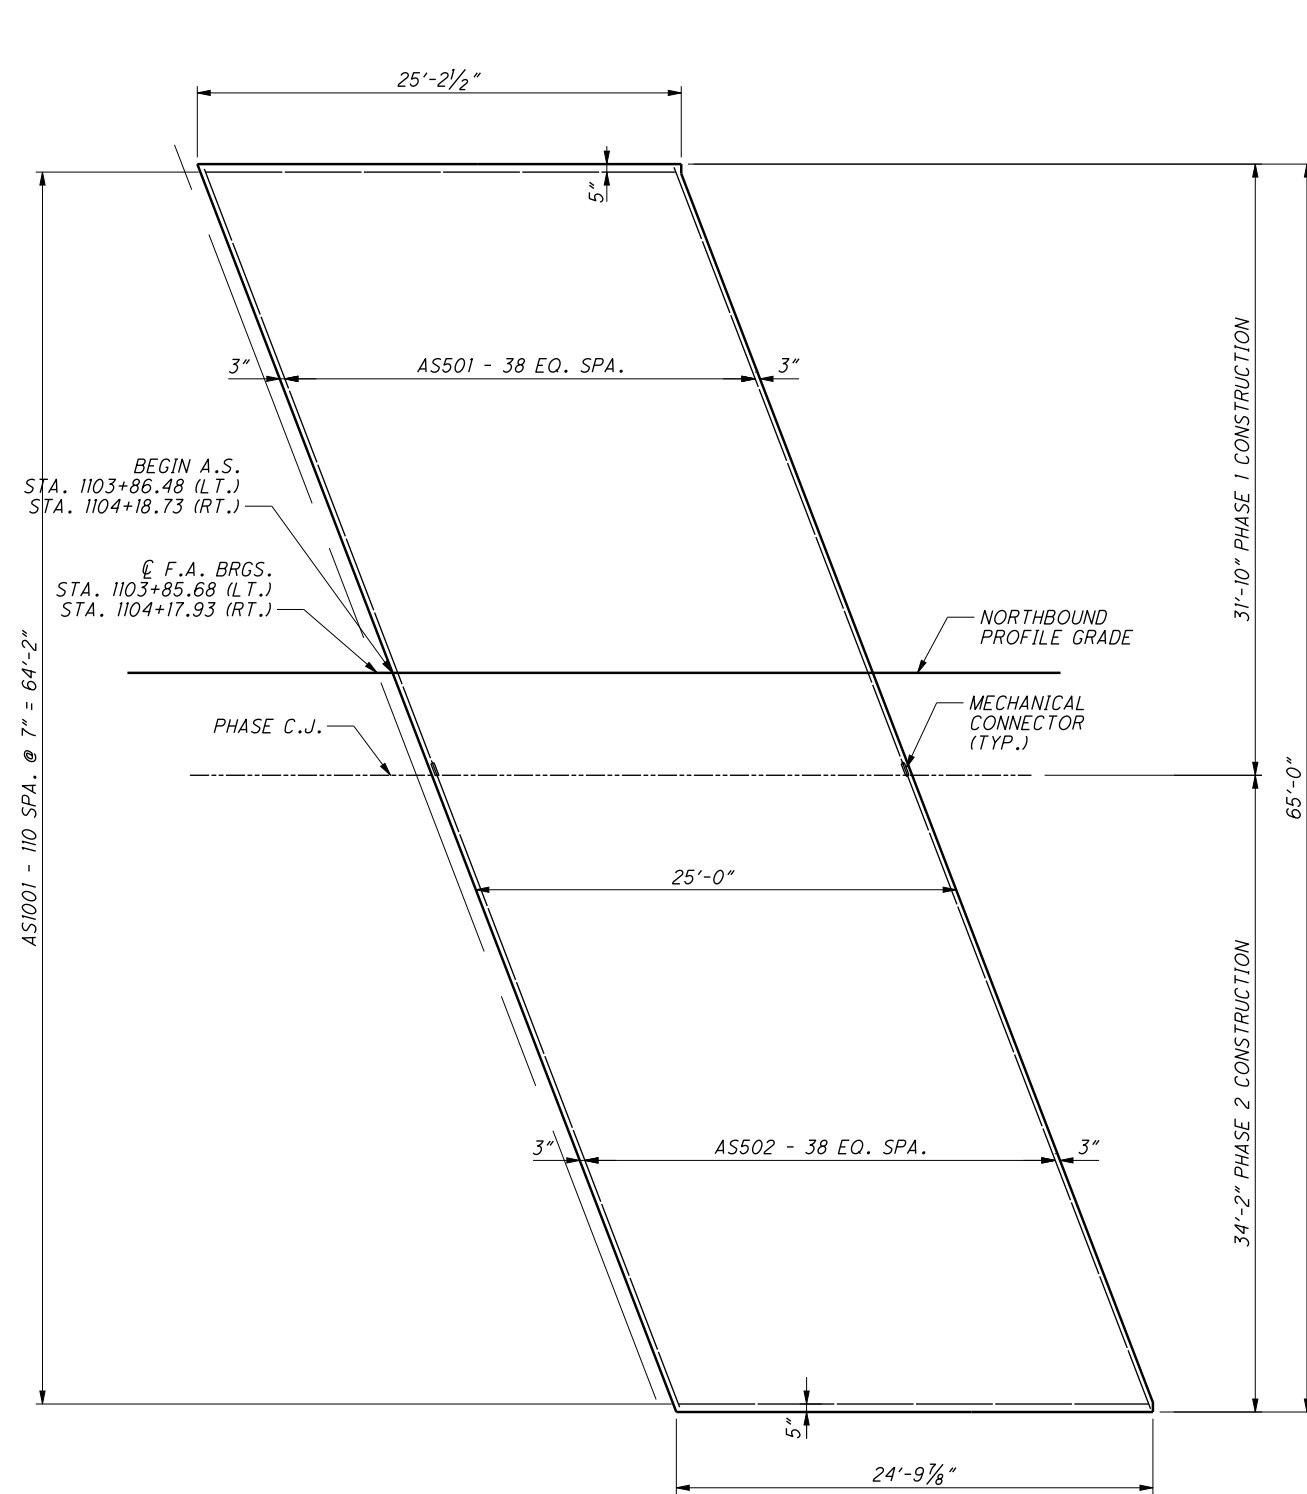 25'-2½"
5"
3"
AS501 - 38 EQ. SPA.
3"
BEGIN A.S.
STA. 1103+86.48 (LT.)
STA. 1104+18.73 (RT.)
℄ F.A. BRGS.
STA. 1103+85.68 (LT.)
STA. 1104+17.93 (RT.)
NORTHBOUND
PROFILE GRADE
PHASE C.J.
MECHANICAL
CONNECTOR
(TYP.)
AS1001 - 110 SPA. @ 7" = 64'-2"
31'-10" PHASE 1 CONSTRUCTION
65'-0"
25'-0"
3"
AS502 - 38 EQ. SPA.
3"
34'-2" PHASE 2 CONSTRUCTION
5"
24'-9⅞"